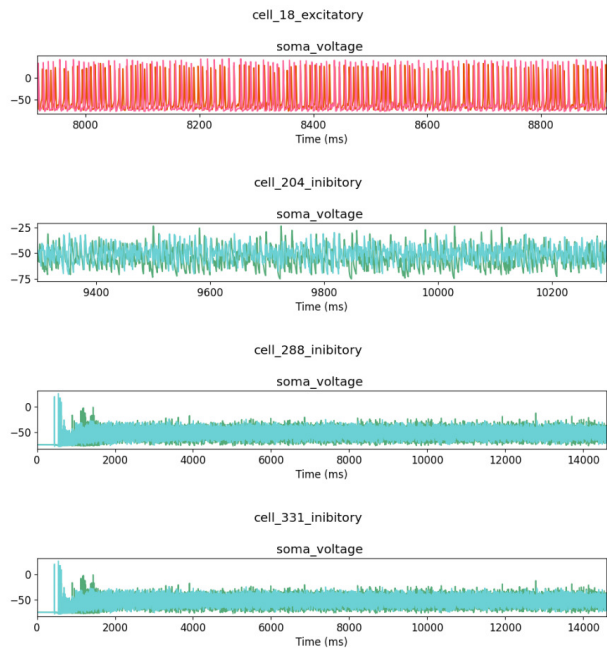 cell_18_excitatory
soma_voltage
0
−50
8000 8200 8400 8600 8800
Time (ms)
cell_204_inibitory
soma_voltage
−25
−50
−75
9400 9600 9800 10000 10200
Time (ms)
cell_288_inibitory
soma_voltage
0
−50
0 2000 4000 6000 8000 10000 12000 14000
Time (ms)
cell_331_inibitory
soma_voltage
0
−50
0 2000 4000 6000 8000 10000 12000 14000
Time (ms)